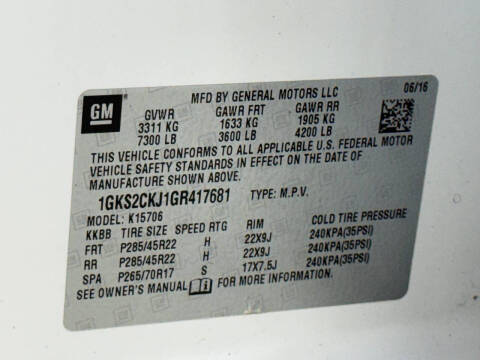 GM
MFD BY GENERAL MOTORS LLC 06/16
GVWR GAWR FRT GAWR RR
3311 KG 1633 KG 1905 KG
7300 LB 3600 LB 4200 LB
THIS VEHICLE CONFORMS TO ALL APPLICABLE U.S. FEDERAL MOTOR
VEHICLE SAFETY STANDARDS IN EFFECT ON THE DATE OF
MANUFACTURE SHOWN ABOVE.
1GKS2CKJ1GR417681 TYPE: M.P.V.
MODEL: K15706
KKBB TIRE SIZE SPEED RTG RIM COLD TIRE PRESSURE
FRT P285/45R22 H 22X9J 240KPA(35PSI)
RR P285/45R22 H 22X9J 240KPA(35PSI)
SPA P265/70R17 S 17X7.5J 240KPA(35PSI)
SEE OWNER'S MANUAL FOR MORE INFORMATION